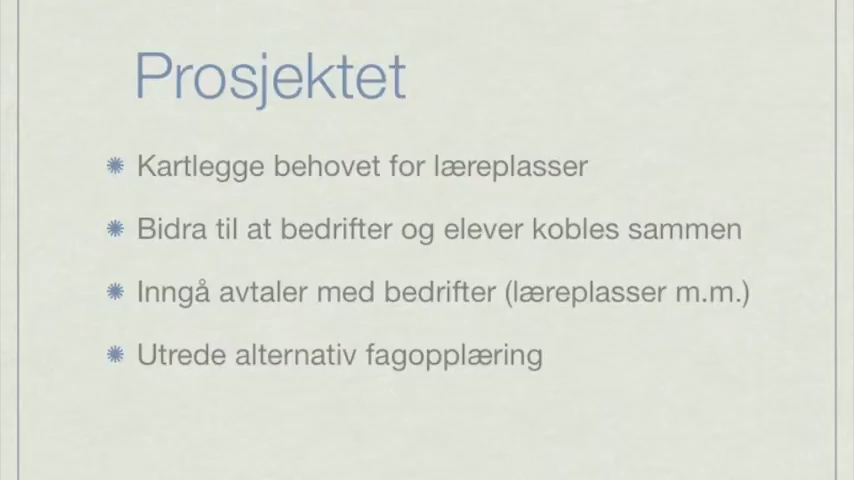 Prosjektet
Kartlegge behovet for læreplasser
Bidra til at bedrifter og elever kobles sammen
Inngå avtaler med bedrifter (læreplasser m.m.)
Utrede alternativ fagopplæring